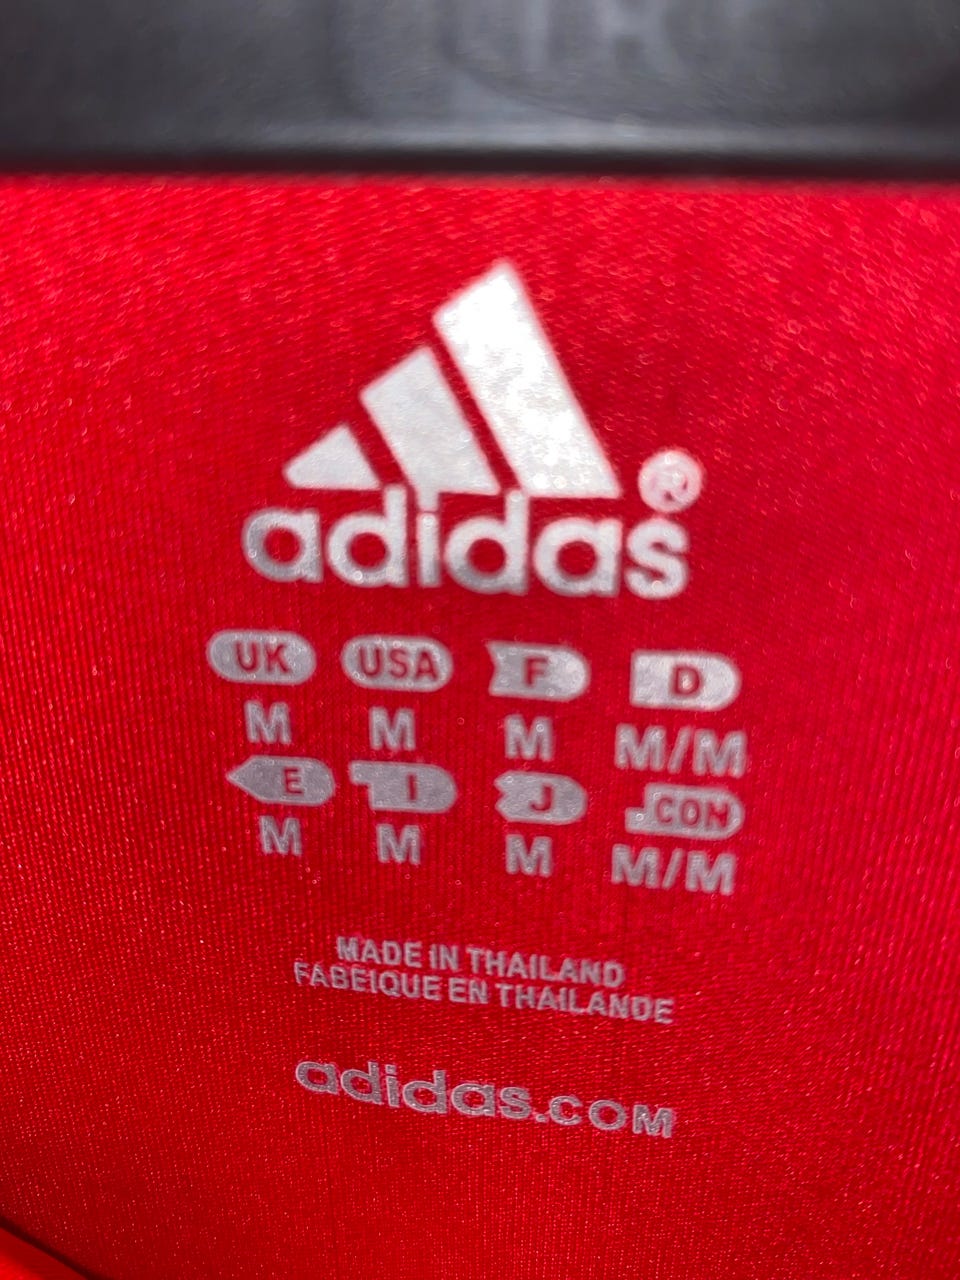 adidas®
UK USA F D
M M M M/M
E I J CON
M M M M/M
MADE IN THAILAND
FABEIQUE EN THAILANDE
adidas.com